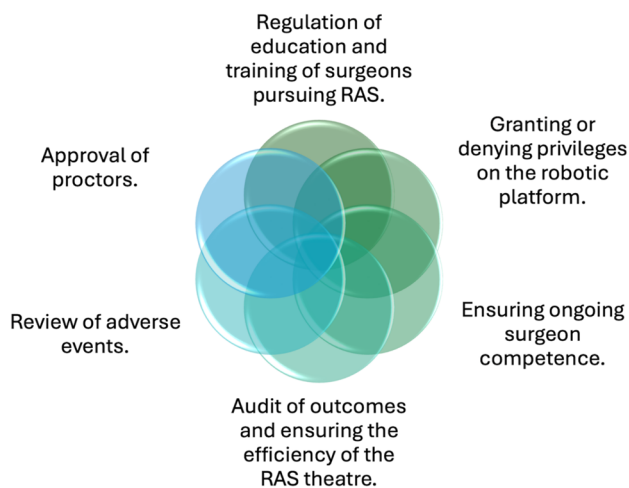 Regulation of
education and
training of surgeons
pursuing RAS.
Granting or
denying privileges
on the robotic
platform.
Ensuring ongoing
surgeon
competence.
Audit of outcomes
and ensuring the
efficiency of the
RAS theatre.
Review of adverse
events.
Approval of
proctors.